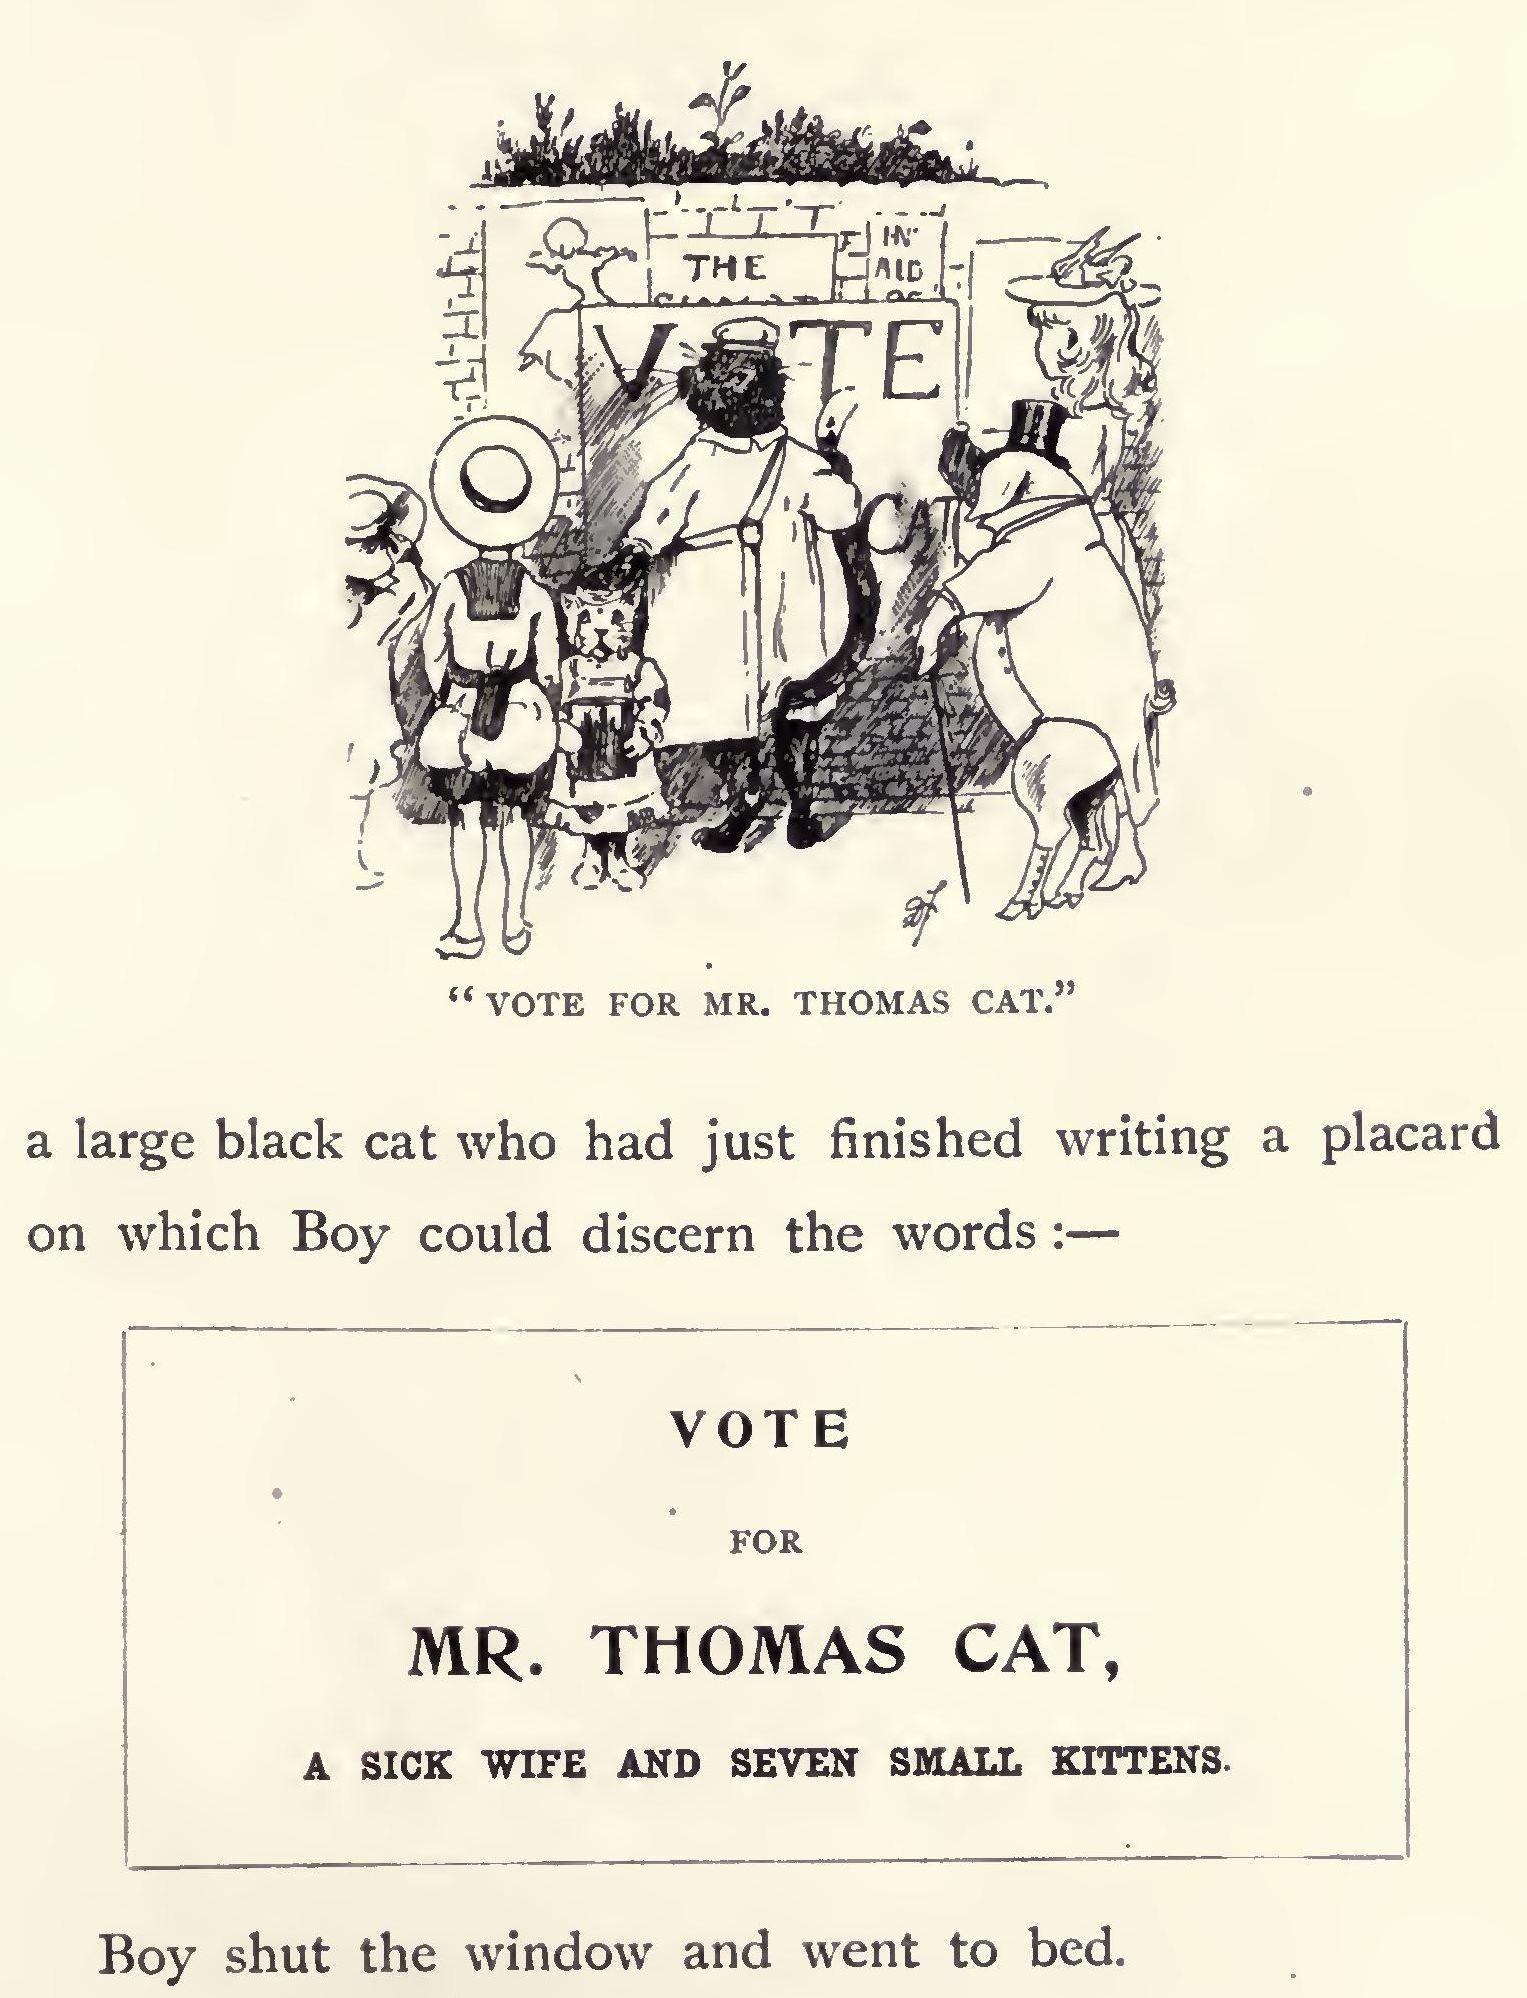 THE
IN
AID
OF
VOTE
CA
"VOTE FOR MR. THOMAS CAT."
a large black cat who had just finished writing a placard
on which Boy could discern the words:—
VOTE
FOR
MR. THOMAS CAT,
A SICK WIFE AND SEVEN SMALL KITTENS.
Boy shut the window and went to bed.